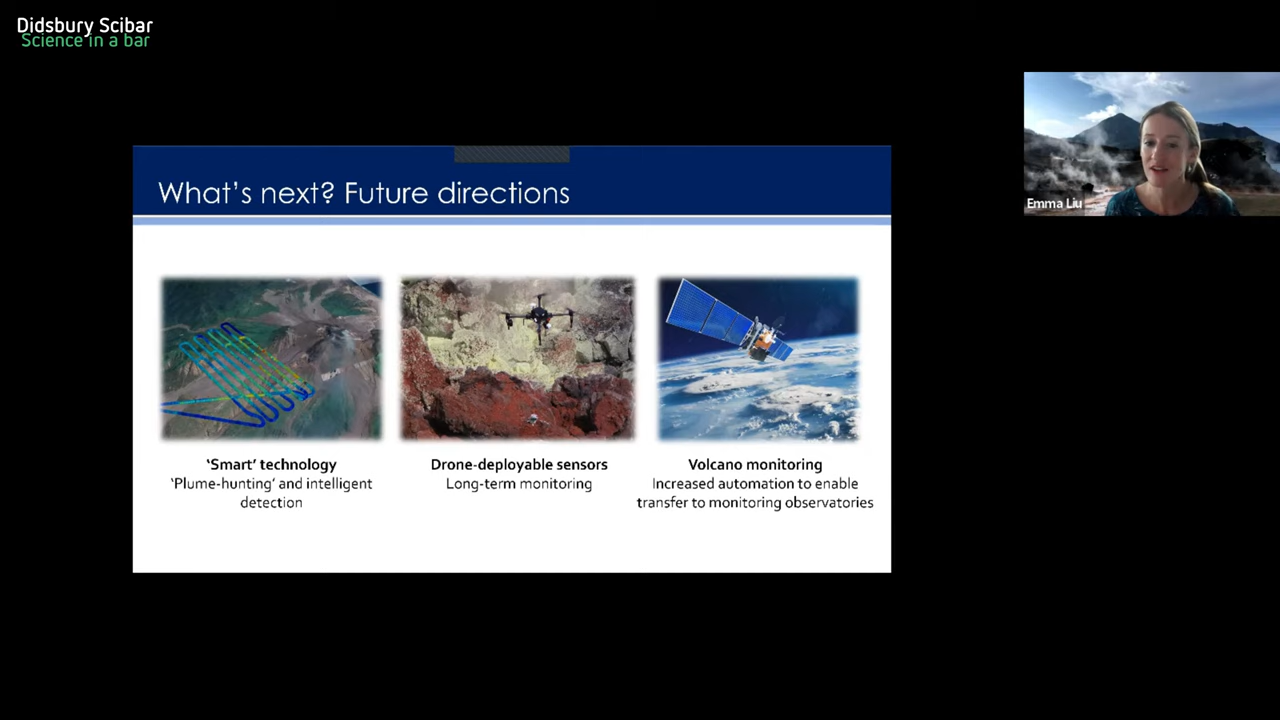 Didsbury Scibar
Science in a bar
Emma Liu
What's next? Future directions
'Smart' technology
'Plume-hunting' and intelligent
detection
Drone-deployable sensors
Long-term monitoring
Volcano monitoring
Increased automation to enable
transfer to monitoring observatories